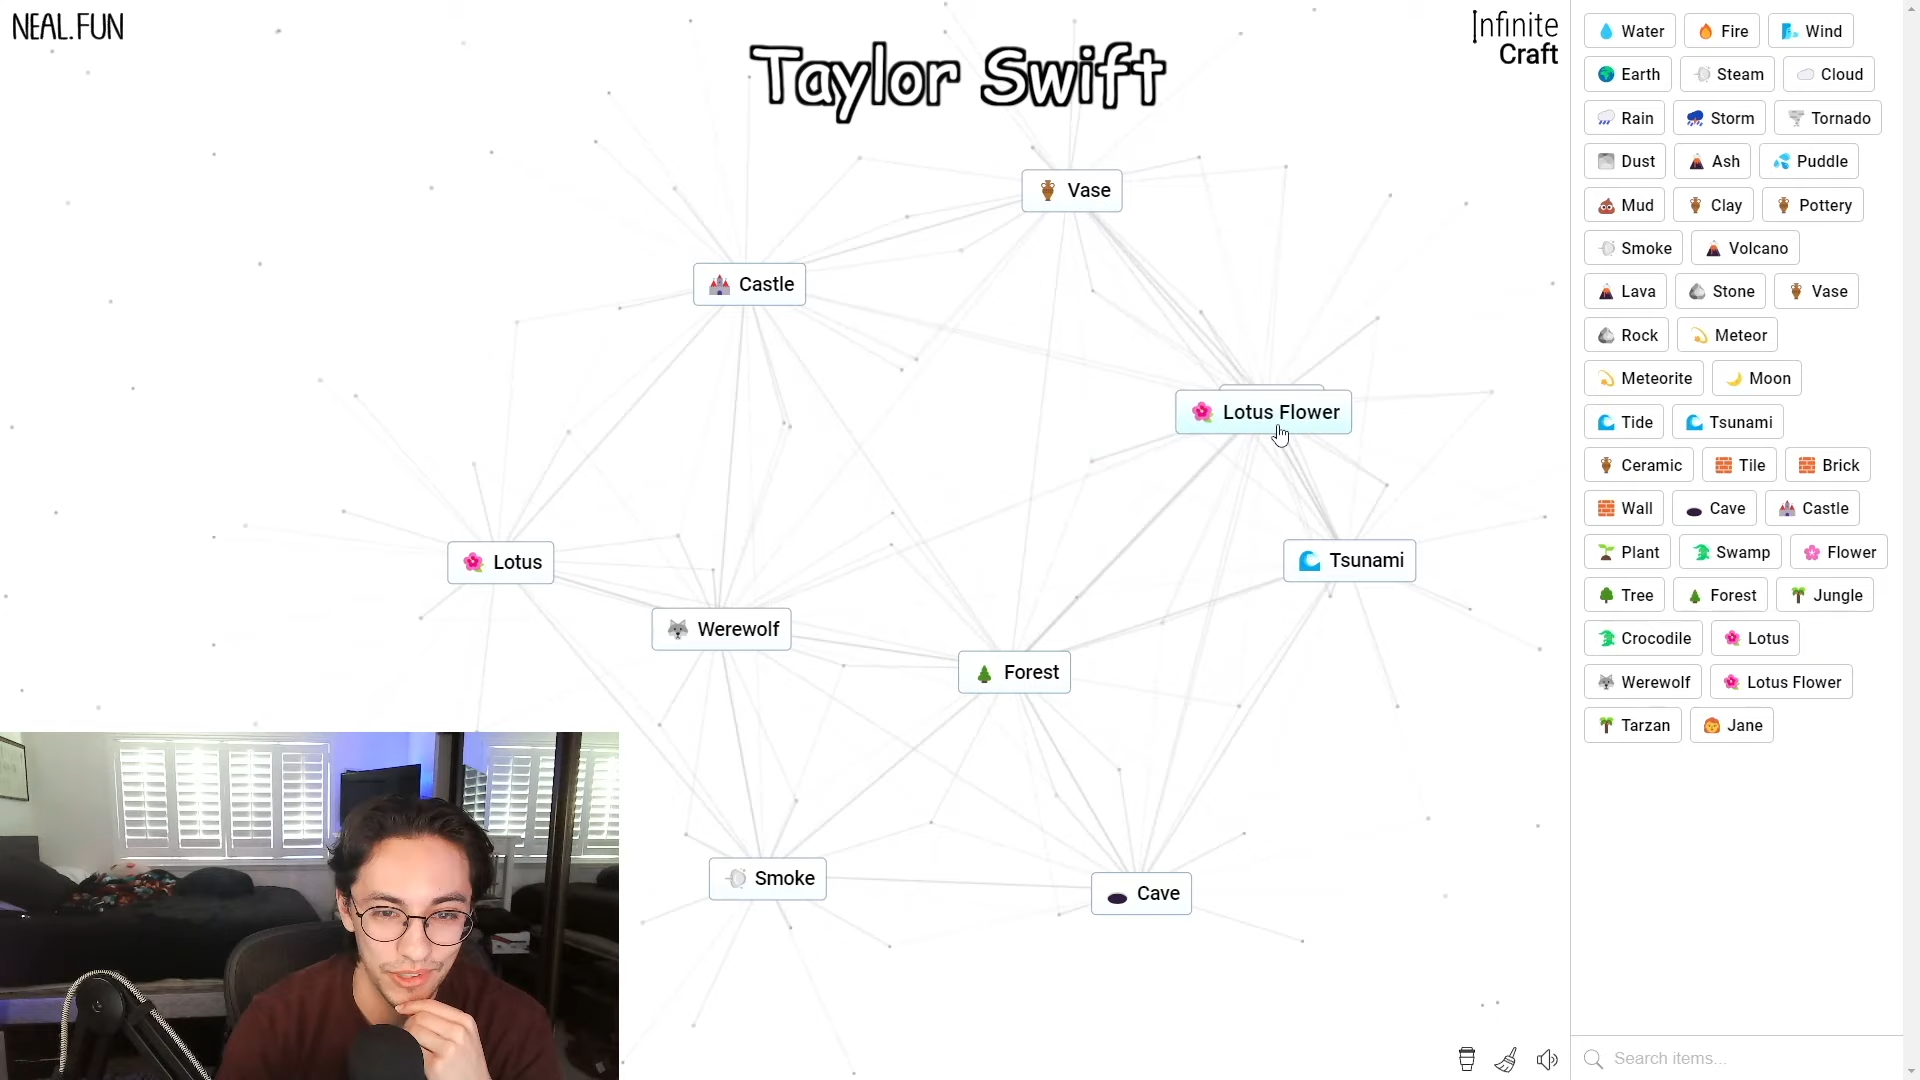 NEAL.FUN
Taylor Swift
Infinite
Craft
Vase
Castle
Lotus Flower
Lotus
Tsunami
Werewolf
Forest
Smoke
Cave
Water Fire Wind
Earth Steam Cloud
Rain Storm Tornado
Dust Ash Puddle
Mud Clay Pottery
Smoke Volcano
Lava Stone Vase
Rock Meteor
Meteorite Moon
Tide Tsunami
Ceramic Tile Brick
Wall Cave Castle
Plant Swamp Flower
Tree Forest Jungle
Crocodile Lotus
Werewolf Lotus Flower
Tarzan Jane
Search items...